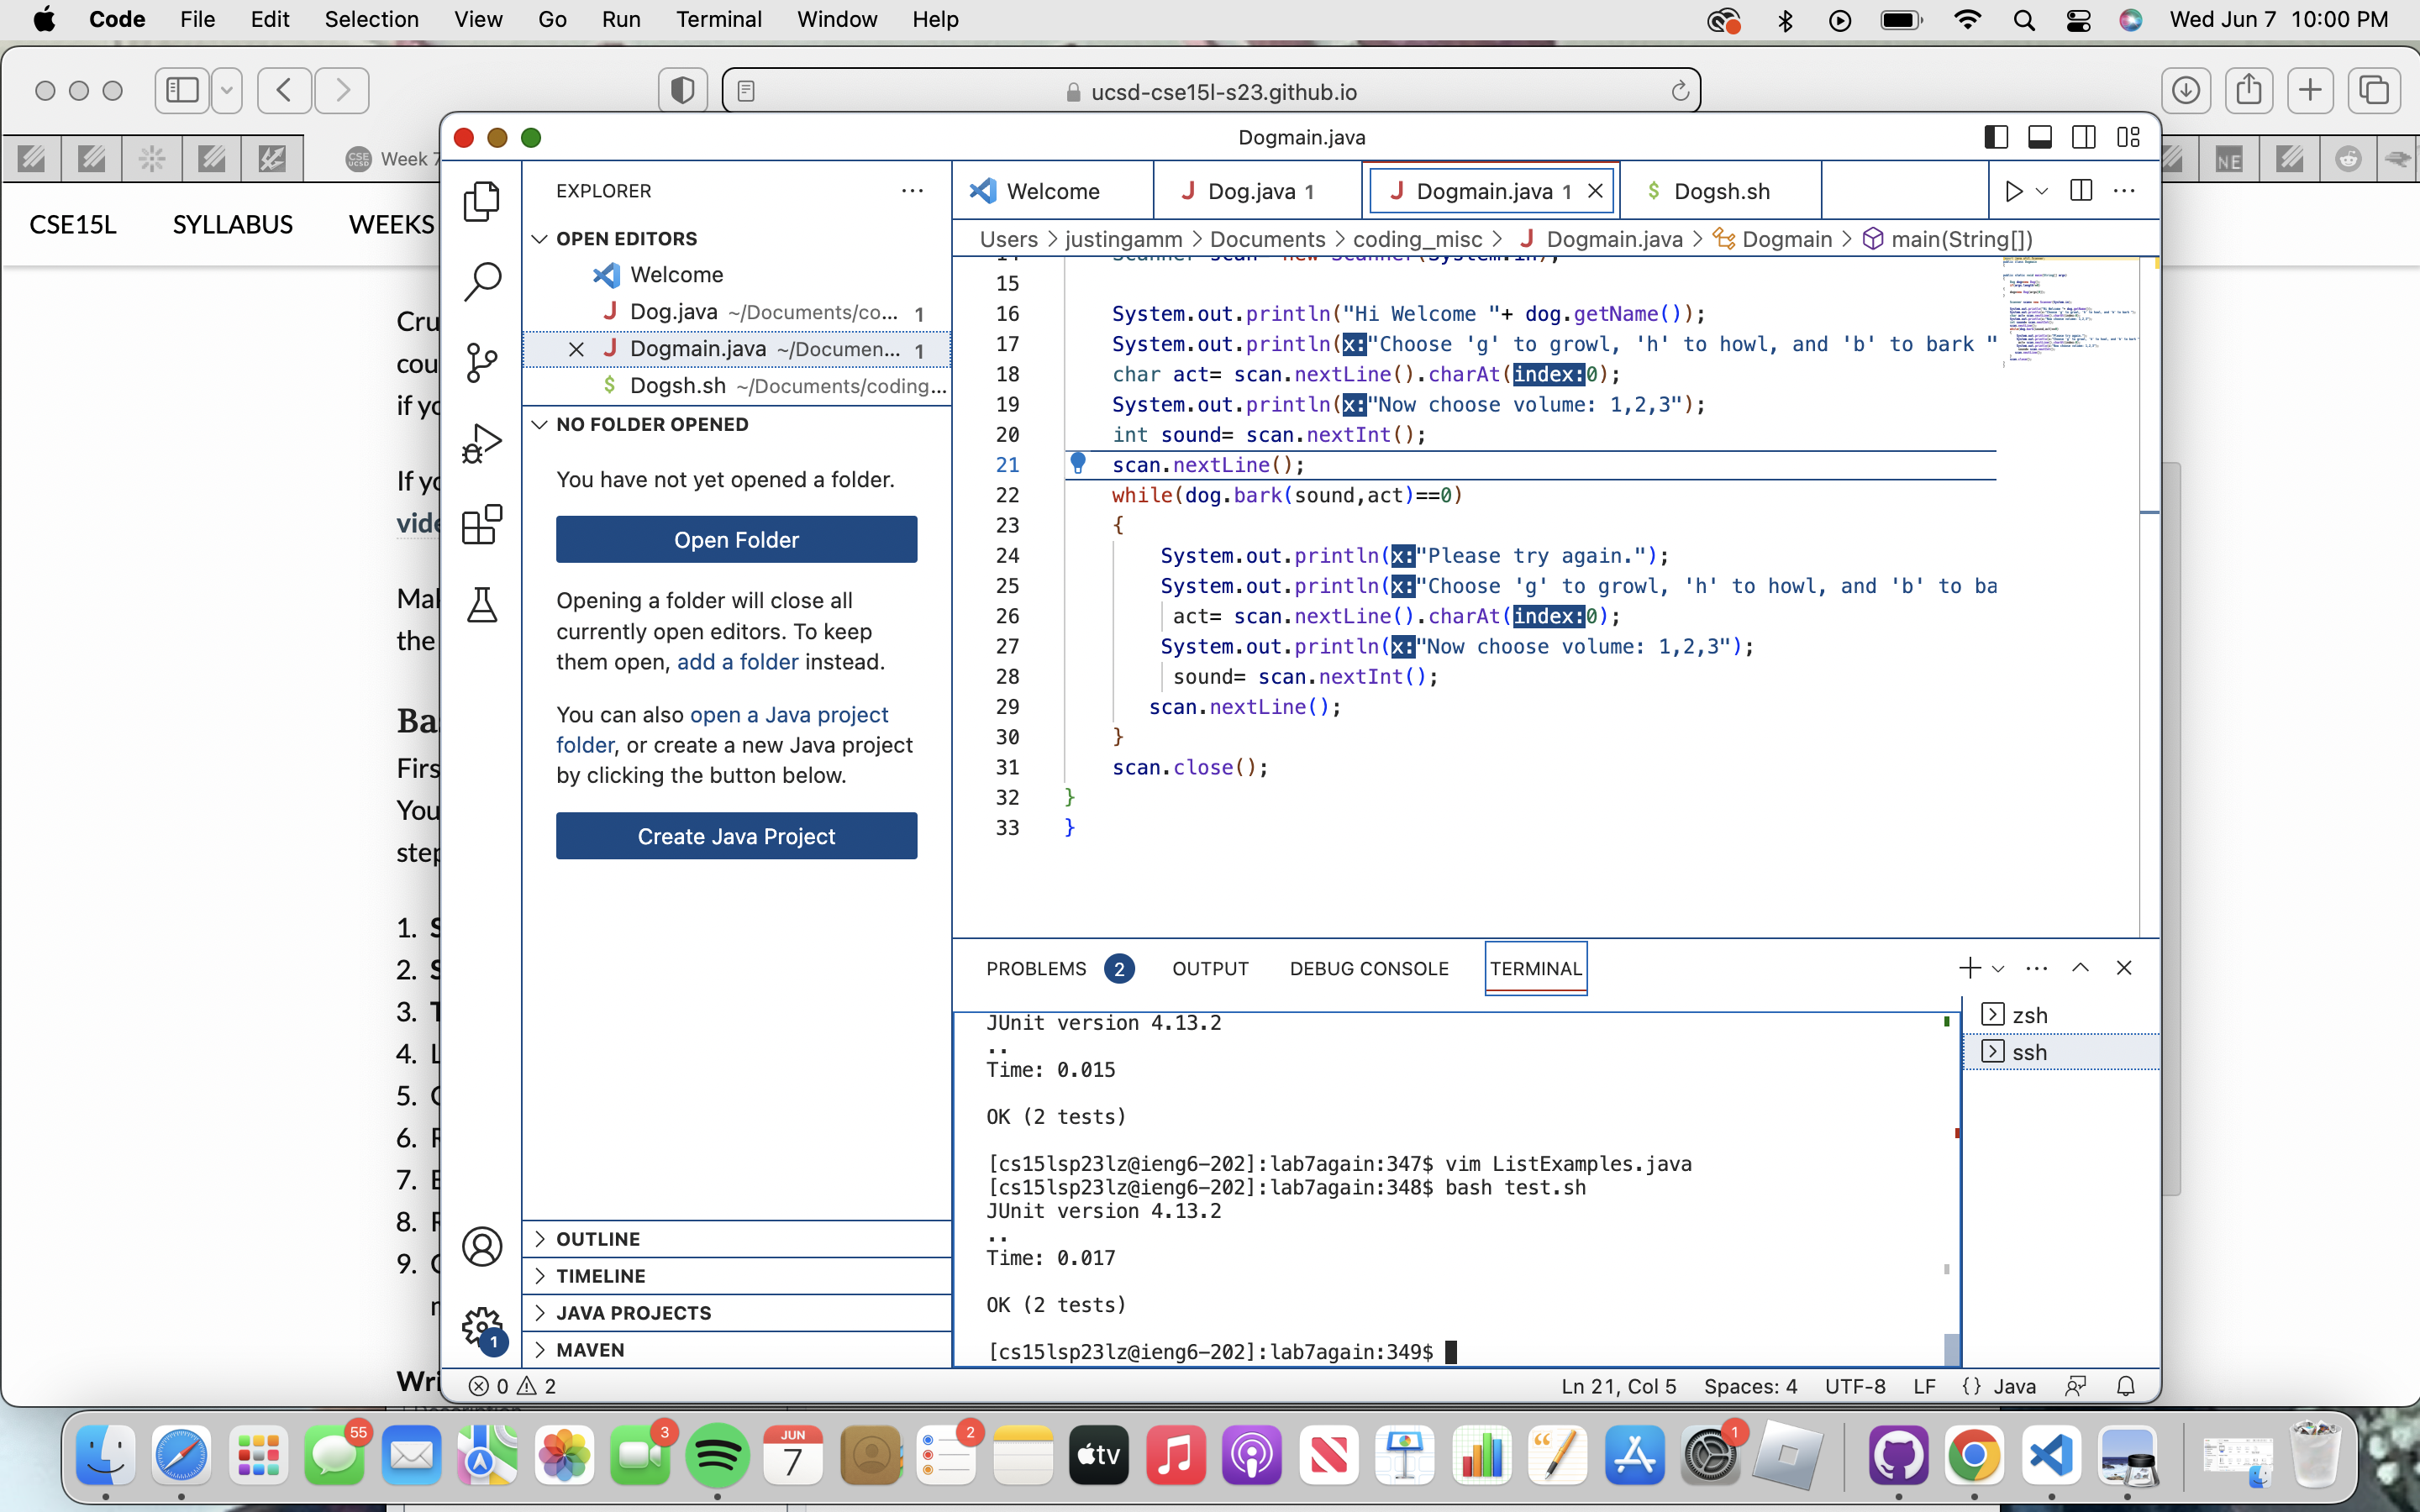 Code File Edit Selection View Go Run Terminal Window Help Wed Jun 7 10:00 PM
ucsd-cse15l-s23.github.io
Dogmain.java
CSE UCSD Week 7
NE
CSE15L SYLLABUS WEEKS
Cru
cou
if yo
If yo
vide
Mak
the
Ba
Firs
You
step
1. S
2. S
3. T
4. L
5. C
6. R
7. E
8. R
9. C
Wri
EXPLORER
OPEN EDITORS
Welcome
Dog.java ~/Documents/co... 1
Dogmain.java ~/Documen... 1
$ Dogsh.sh ~/Documents/coding...
NO FOLDER OPENED
You have not yet opened a folder.
Open Folder
Opening a folder will close all
currently open editors. To keep
them open, add a folder instead.
You can also open a Java project
folder, or create a new Java project
by clicking the button below.
Create Java Project
OUTLINE
TIMELINE
JAVA PROJECTS
MAVEN
1
Welcome J Dog.java 1 J Dogmain.java 1 $ Dogsh.sh
Users > justingamm > Documents > coding_misc > J Dogmain.java > Dogmain > main(String[])
15
16 System.out.println("Hi Welcome "+ dog.getName());
17 System.out.println(x:"Choose 'g' to growl, 'h' to howl, and 'b' to bark "
18 char act= scan.nextLine().charAt(index:0);
19 System.out.println(x:"Now choose volume: 1,2,3");
20 int sound= scan.nextInt();
21 scan.nextLine();
22 while(dog.bark(sound,act)==0)
23 {
24 System.out.println(x:"Please try again.");
25 System.out.println(x:"Choose 'g' to growl, 'h' to howl, and 'b' to ba
26 act= scan.nextLine().charAt(index:0);
27 System.out.println(x:"Now choose volume: 1,2,3");
28 sound= scan.nextInt();
29 scan.nextLine();
30 }
31 scan.close();
32 }
33 }
PROBLEMS 2 OUTPUT DEBUG CONSOLE TERMINAL
JUnit version 4.13.2
..
Time: 0.015
OK (2 tests)
[cs15lsp23lz@ieng6-202]:lab7again:347$ vim ListExamples.java
[cs15lsp23lz@ieng6-202]:lab7again:348$ bash test.sh
JUnit version 4.13.2
..
Time: 0.017
OK (2 tests)
[cs15lsp23lz@ieng6-202]:lab7again:349$
zsh
ssh
0 2 Ln 21, Col 5 Spaces: 4 UTF-8 LF {} Java
55 3 JUN 7 2 tv 1